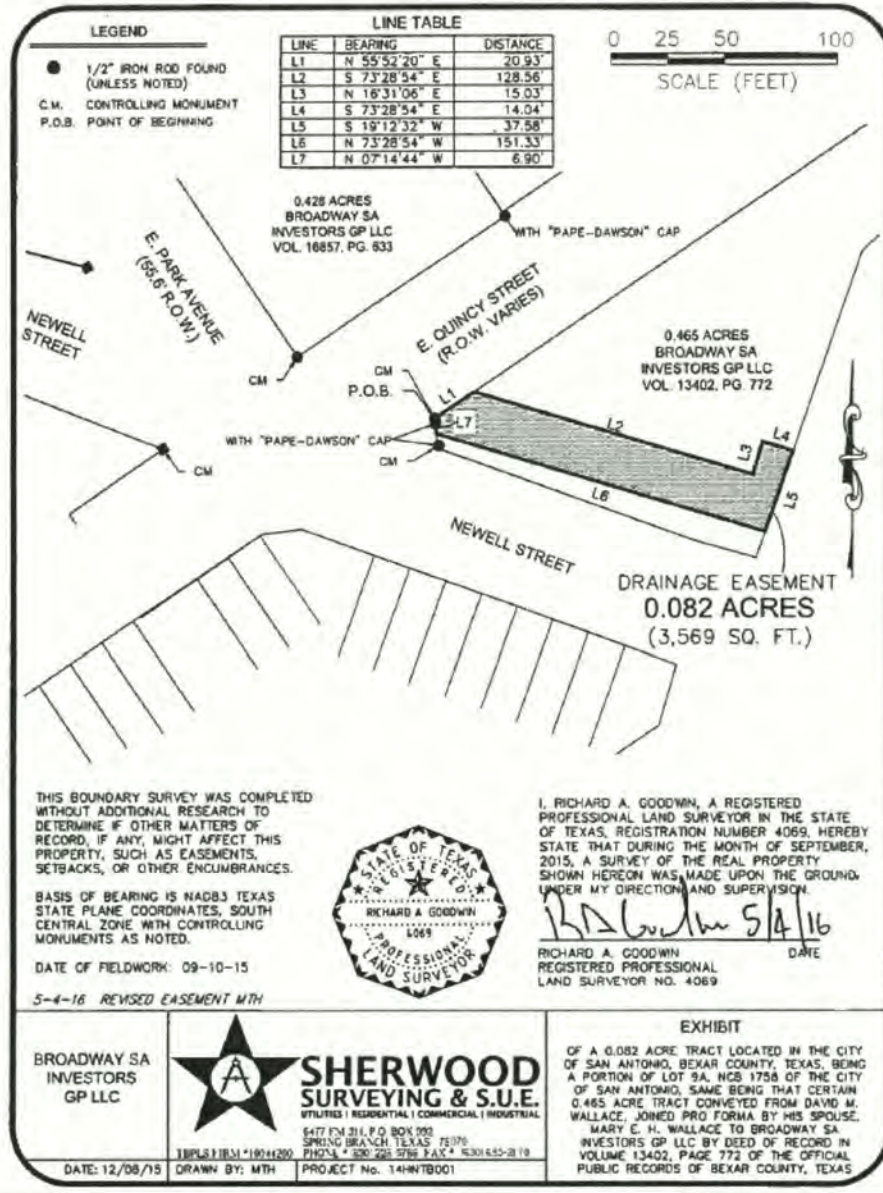 LEGEND
1/2" IRON ROD FOUND
(UNLESS NOTED)
C.M. CONTROLLING MONUMENT
P.O.B. POINT OF BEGINNING
LINE TABLE
LINE BEARING DISTANCE
L1 N 55°52'20" E 20.93'
L2 S 73°28'54" E 128.56'
L3 N 16°31'06" E 15.03'
L4 S 73°28'54" E 14.04'
L5 S 19°12'32" W 37.58'
L6 N 73°28'54" W 151.33'
L7 N 07°14'44" W 6.90'
0 25 50 100
SCALE (FEET)
0.428 ACRES
BROADWAY SA
INVESTORS GP LLC
VOL. 16857, PG. 633
WITH "PAPE-DAWSON" CAP
E. PARK AVENUE
(55.6' R.O.W.)
NEWELL
STREET
E. QUINCY STREET
(R.O.W. VARIES)
0.465 ACRES
BROADWAY SA
INVESTORS GP LLC
VOL. 13402, PG. 772
CM
CM
P.O.B.
L1
L7
L2
L3
L4
L5
L6
WITH "PAPE-DAWSON" CAP
CM
CM
NEWELL STREET
DRAINAGE EASEMENT
0.082 ACRES
(3,569 SQ. FT.)
THIS BOUNDARY SURVEY WAS COMPLETED
WITHOUT ADDITIONAL RESEARCH TO
DETERMINE IF OTHER MATTERS OF
RECORD, IF ANY, MIGHT AFFECT THIS
PROPERTY, SUCH AS EASEMENTS,
SETBACKS, OR OTHER ENCUMBRANCES.
BASIS OF BEARING IS NAD83 TEXAS
STATE PLANE COORDINATES, SOUTH
CENTRAL ZONE WITH CONTROLLING
MONUMENTS AS NOTED.
DATE OF FIELDWORK: 09-10-15
5-4-16 REVISED EASEMENT MTH
STATE OF TEXAS
REGISTERED
RICHARD A GOODWIN
4069
PROFESSIONAL
LAND SURVEYOR
I, RICHARD A. GOODWIN, A REGISTERED
PROFESSIONAL LAND SURVEYOR IN THE STATE
OF TEXAS, REGISTRATION NUMBER 4069, HEREBY
STATE THAT DURING THE MONTH OF SEPTEMBER,
2015, A SURVEY OF THE REAL PROPERTY
SHOWN HEREON WAS MADE UPON THE GROUND
UNDER MY DIRECTION AND SUPERVISION.
5/4/16
RICHARD A. GOODWIN DATE
REGISTERED PROFESSIONAL
LAND SURVEYOR NO. 4069
BROADWAY SA
INVESTORS
GP LLC
SHERWOOD
SURVEYING & S.U.E.
UTILITIES | RESIDENTIAL | COMMERCIAL | INDUSTRIAL
6477 FM 311, P.O. BOX 992
SPRING BRANCH, TEXAS 78070
TBPLS FIRM #10044200
DATE: 12/08/15
DRAWN BY: MTH
PROJECT No. 14HNTB001
EXHIBIT
OF A 0.082 ACRE TRACT LOCATED IN THE CITY
OF SAN ANTONIO, BEXAR COUNTY, TEXAS, BEING
A PORTION OF LOT 9A, NCB 1758 OF THE CITY
OF SAN ANTONIO, SAME BEING THAT CERTAIN
0.465 ACRE TRACT CONVEYED FROM DAVID M.
WALLACE, JOINED PRO FORMA BY HIS SPOUSE,
MARY E. H. WALLACE TO BROADWAY SA
INVESTORS GP LLC BY DEED OF RECORD IN
VOLUME 13402, PAGE 772 OF THE OFFICIAL
PUBLIC RECORDS OF BEXAR COUNTY, TEXAS